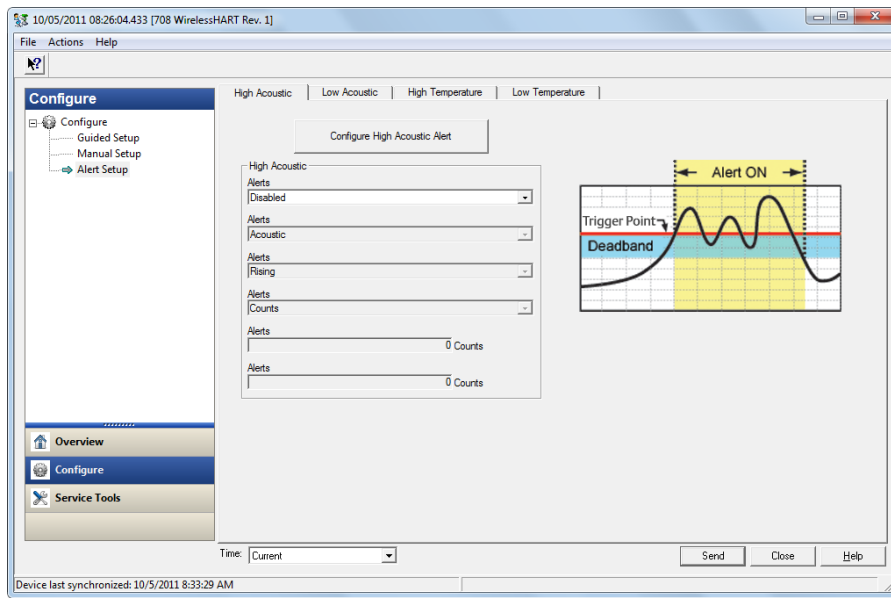 10/05/2011 08:26:04.433 [708 WirelessHART Rev. 1]
File Actions Help
Configure
Configure
Guided Setup
Manual Setup
Alert Setup
Overview
Configure
Service Tools
High Acoustic Low Acoustic High Temperature Low Temperature
Configure High Acoustic Alert
High Acoustic
Alerts
Disabled
Alerts
Acoustic
Alerts
Rising
Alerts
Counts
Alerts
0 Counts
Alerts
0 Counts
Alert ON
Trigger Point
Deadband
Time: Current
Send Close Help
Device last synchronized: 10/5/2011 8:33:29 AM